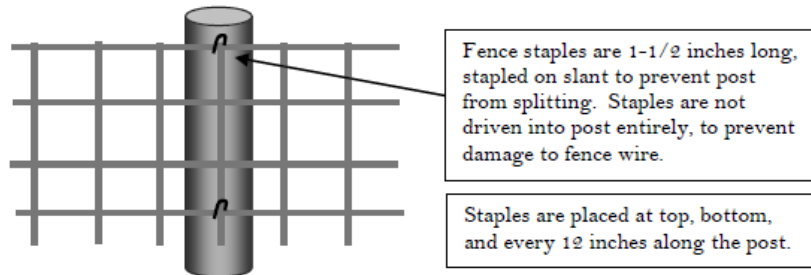 Fence staples are 1-1/2 inches long,
stapled on slant to prevent post
from splitting.  Staples are not
driven into post entirely, to prevent
damage to fence wire.
Staples are placed at top, bottom,
and every 12 inches along the post.